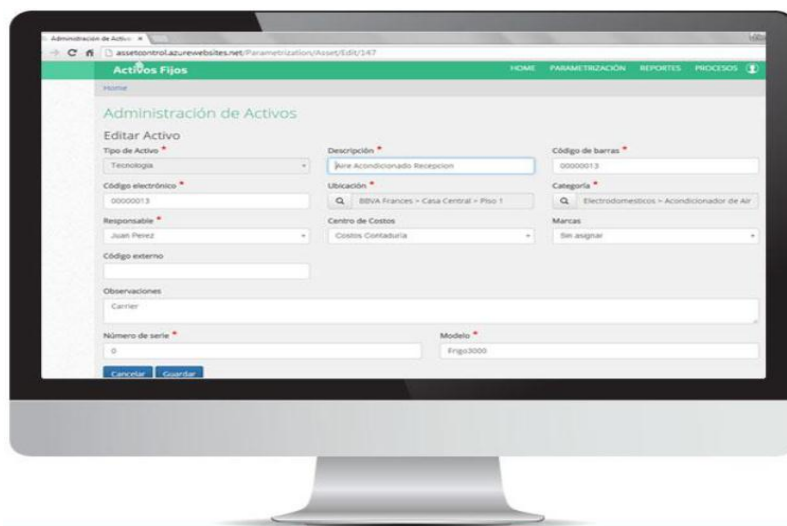 Administración de Activo
assetcontrol.azurewebsites.net/Parametrization/Asset/Edit/147
Activos Fijos HOME PARAMETRIZACIÓN REPORTES PROCESOS
Home
Administración de Activos
Editar Activo
Tipo de Activo * Descripción * Código de barras *
Tecnología Aire Acondicionado Recepcion 00000013
Código electrónico * Ubicación * Categoría *
00000013 BBVA Frances > Casa Central > Piso 1 Electrodomesticos > Acondicionador de Air
Responsable * Centro de Costos Marcas
Juan Perez Costos Contaduría Sin asignar
Código externo
Observaciones
Carrier
Número de serie * Modelo *
0 Frigo3000
Cancelar Guardar